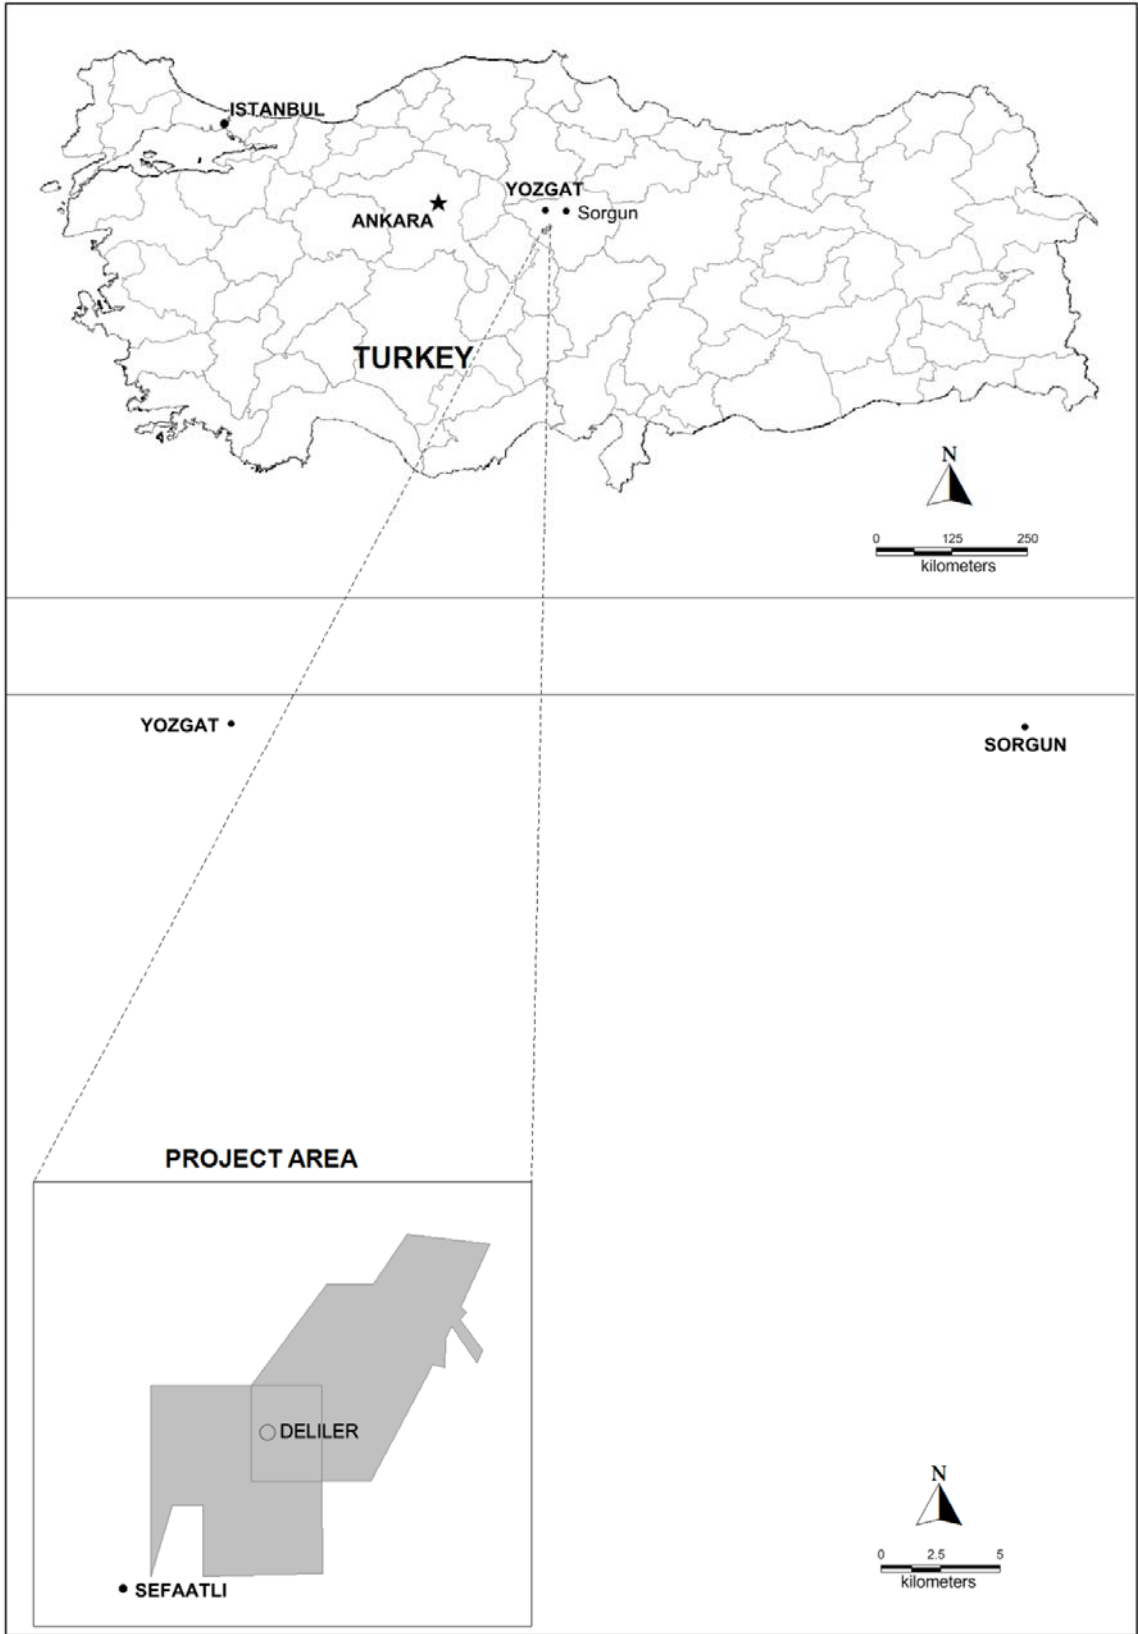 ISTANBUL
YOZGAT
ANKARA
Sorgun
TURKEY
N
0 125 250
kilometers
YOZGAT
SORGUN
PROJECT AREA
DELILER
N
0 2.5 5
kilometers
SEFAATLI